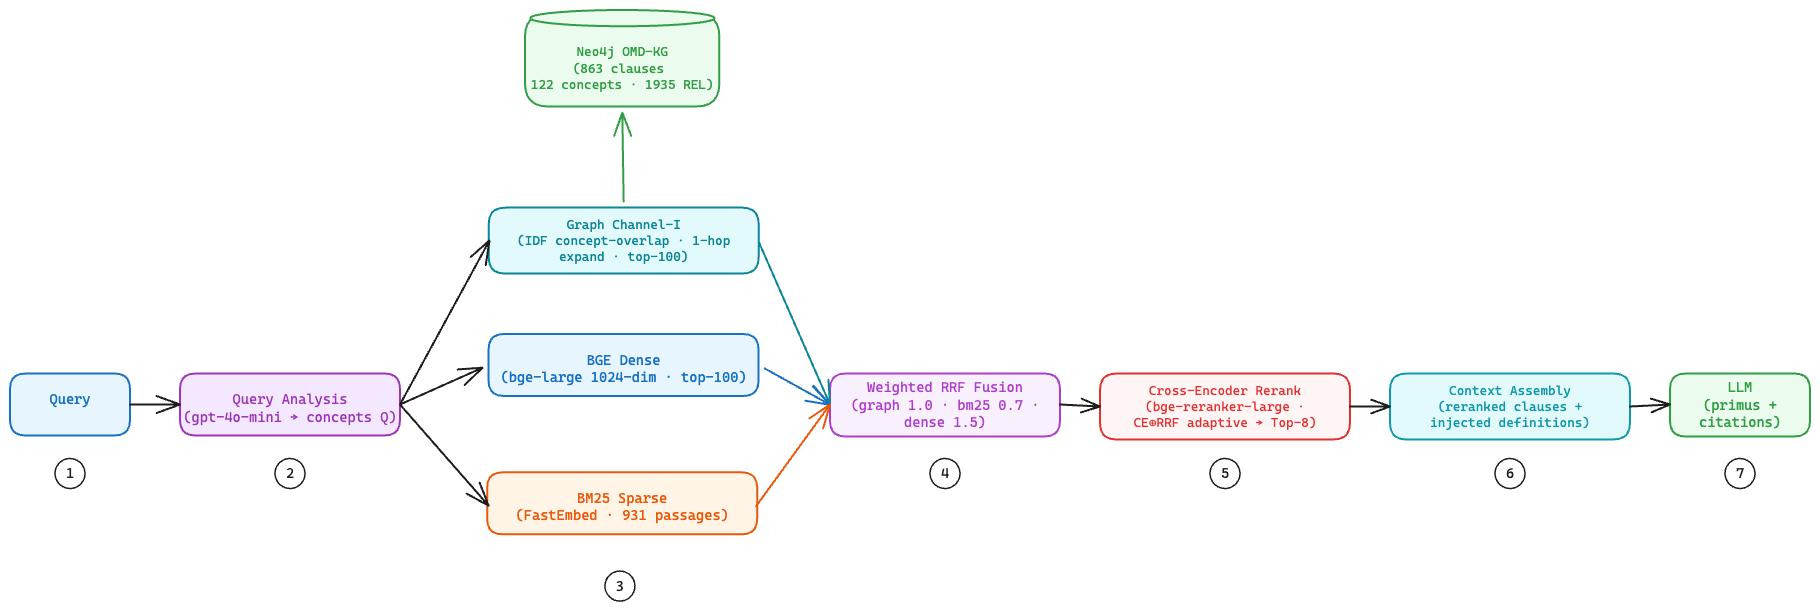 Neo4j OMD-KG
(863 clauses
122 concepts · 1935 REL)
Graph Channel-I
(IDF concept-overlap · 1-hop
expand · top-100)
BGE Dense
(bge-large 1024-dim · top-100)
BM25 Sparse
(FastEmbed · 931 passages)
Query
Query Analysis
(gpt-4o-mini → concepts Q)
Weighted RRF Fusion
(graph 1.0 · bm25 0.7 ·
dense 1.5)
Cross-Encoder Rerank
(bge-reranker-large ·
CE⊕RRF adaptive → Top-8)
Context Assembly
(reranked clauses +
injected definitions)
LLM
(primus +
citations)
1
2
3
4
5
6
7